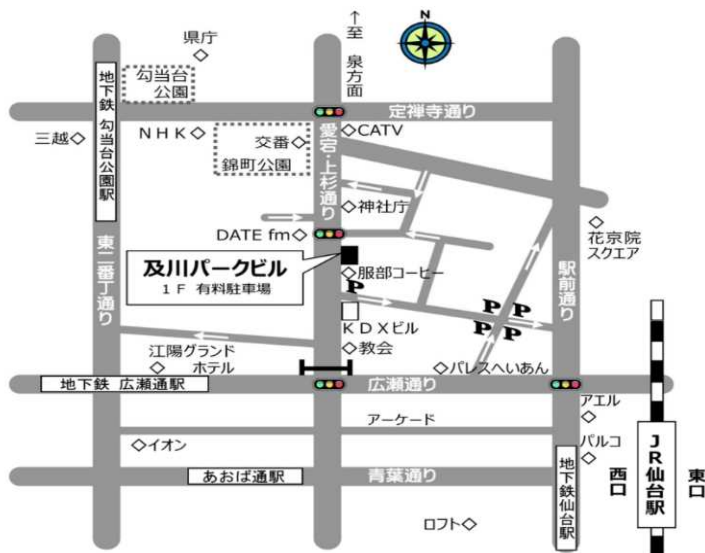 N
↑至 泉方面
県庁
勾当台
公園
定禅寺通り
地下鉄 勾当台公園駅
三越
NHK
交番
錦町公園
CATV
愛宕・上杉通り
神社庁
DATE fm
花京院
スクエア
東二番丁通り
及川パークビル
1F 有料駐車場
服部コーヒー
駅前通り
P
P P
P P
KDXビル
教会
江陽グランド
ホテル
パレスへいあん
地下鉄 広瀬通駅
広瀬通り
アエル
アーケード
イオン
パルコ
あおば通駅
青葉通り
地下鉄仙台駅
西口
JR仙台駅
東口
ロフト